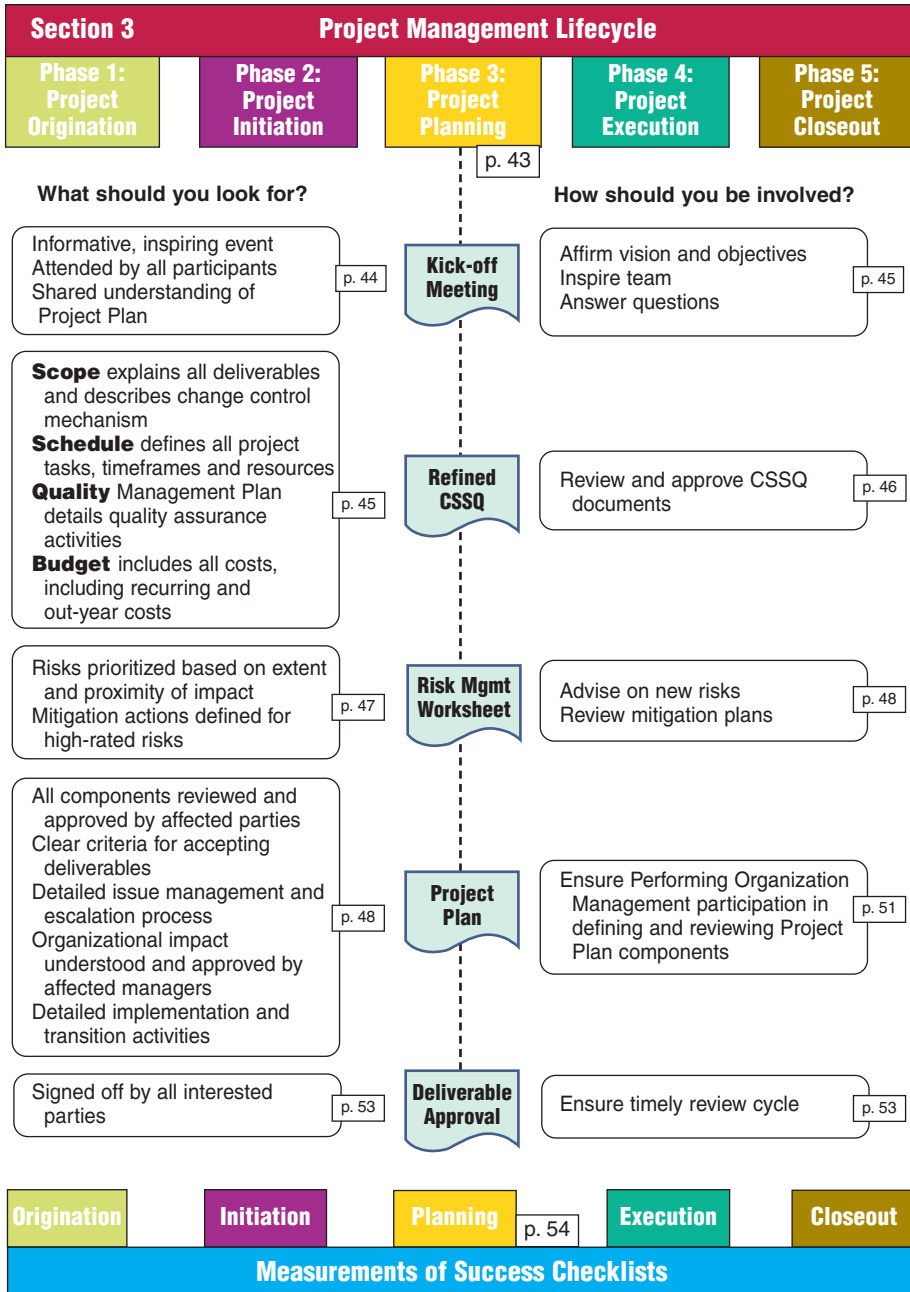 Section 3 Project Management Lifecycle
Phase 1:
Project
Origination
Phase 2:
Project
Initiation
Phase 3:
Project
Planning
Phase 4:
Project
Execution
Phase 5:
Project
Closeout
p. 43
What should you look for?
How should you be involved?
Informative, inspiring event
Attended by all participants
Shared understanding of
Project Plan
p. 44
Kick-off
Meeting
Affirm vision and objectives
Inspire team
Answer questions
p. 45
Scope explains all deliverables
and describes change control
mechanism
Schedule defines all project
tasks, timeframes and resources
Quality Management Plan
details quality assurance
activities
Budget includes all costs,
including recurring and
out-year costs
p. 45
Refined
CSSQ
Review and approve CSSQ
documents
p. 46
Risks prioritized based on extent
and proximity of impact
Mitigation actions defined for
high-rated risks
p. 47
Risk Mgmt
Worksheet
Advise on new risks
Review mitigation plans
p. 48
All components reviewed and
approved by affected parties
Clear criteria for accepting
deliverables
Detailed issue management and
escalation process
Organizational impact
understood and approved by
affected managers
Detailed implementation and
transition activities
p. 48
Project
Plan
Ensure Performing Organization
Management participation in
defining and reviewing Project
Plan components
p. 51
Signed off by all interested
parties
p. 53
Deliverable
Approval
Ensure timely review cycle
p. 53
Origination
Initiation
Planning
p. 54
Execution
Closeout
Measurements of Success Checklists